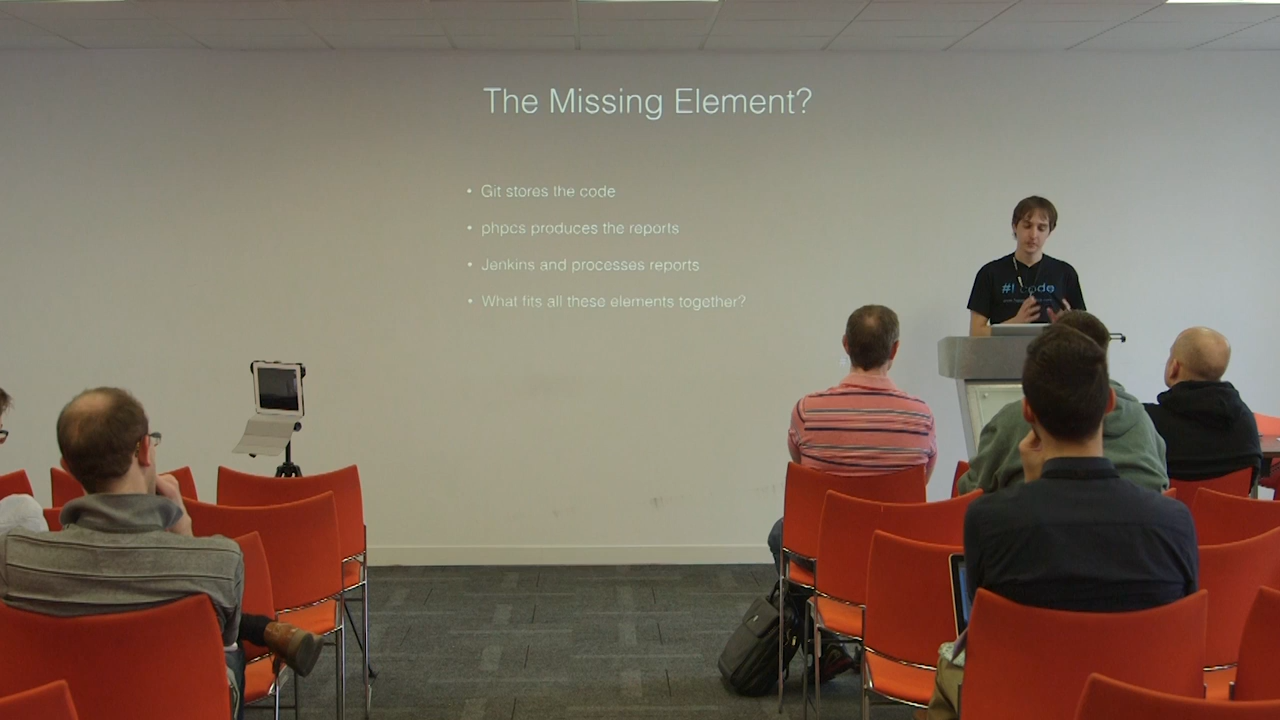 The Missing Element?
• Git stores the code
• phpcs produces the reports
• Jenkins and processes reports
• What fits all these elements together?
code